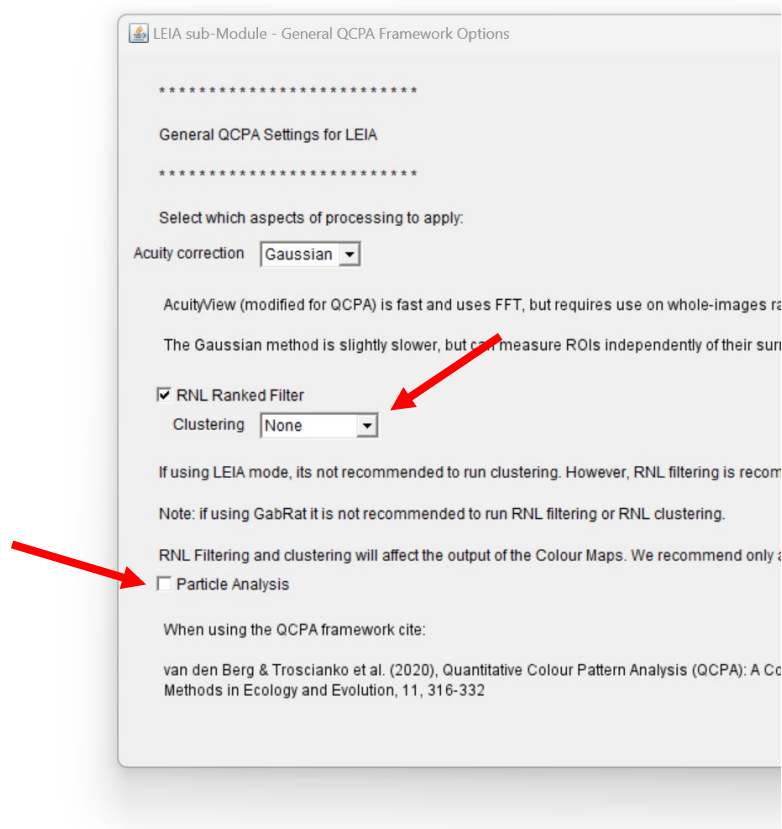 LEIA sub-Module - General QCPA Framework Options
* * * * * * * * * * * * * * * * * * * * * * * * * *
General QCPA Settings for LEIA
* * * * * * * * * * * * * * * * * * * * * * * * * *
Select which aspects of processing to apply:
Acuity correction Gaussian
AcuityView (modified for QCPA) is fast and uses FFT, but requires use on whole-images
The Gaussian method is slightly slower, but can measure ROIs independently of their
RNL Ranked Filter
Clustering None
If using LEIA mode, its not recommended to run clustering. However, RNL filtering is
Note: if using GabRat it is not recommended to run RNL filtering or RNL clustering.
RNL Filtering and clustering will affect the output of the Colour Maps. We recommend only
Particle Analysis
When using the QCPA framework cite:
van den Berg & Troscianko et al. (2020), Quantitative Colour Pattern Analysis (QCPA): A
Methods in Ecology and Evolution, 11, 316-332